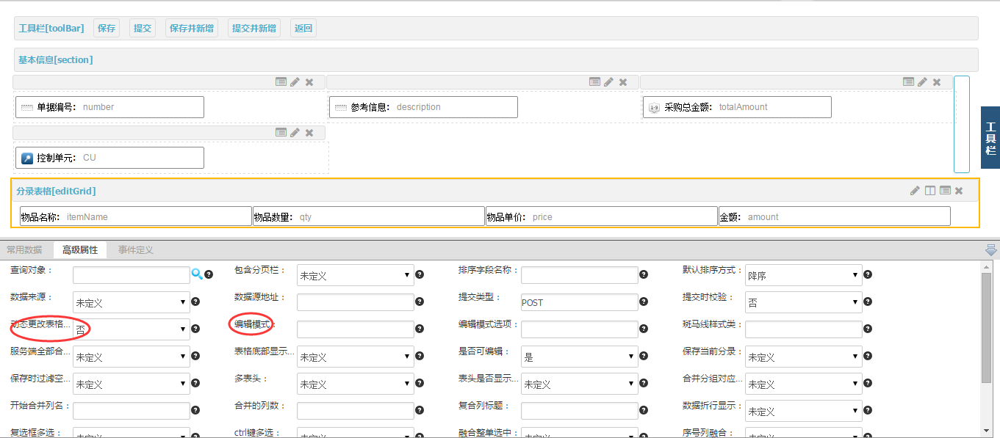 工具栏[toolBar] 保存 提交 保存并新增 提交并新增 返回
基本信息[section]
单据编号： number 参考信息： description 采购总金额： totalAmount
控制单元： CU
工具栏
分录表格[editGrid]
物品名称： itemName 物品数量： qty 物品单价： price 金额： amount
常用数据 高级属性 事件定义
查询对象： 包含分页栏： 未定义 排序字段名称： 默认排序方式： 降序
数据来源： 未定义 数据源地址： 提交类型： POST 提交时校验： 否
动态更改表格... 否 编辑模式： 编辑模式选项： 斑马线样式类：
服务端全部合... 未定义 表格底部显示... 未定义 是否可编辑： 是 保存当前分录： 未定义
保存时过滤空... 未定义 多表头： 未定义 表头是否显示... 未定义 合并分组对应... 未定义
开始合并列名： 合并的列数： 复合列标题： 数据折行显示： 未定义
复选框多选： 未定义 ctrl键多选： 未定义 融合整单选中： 未定义 序号列融合： 未定义